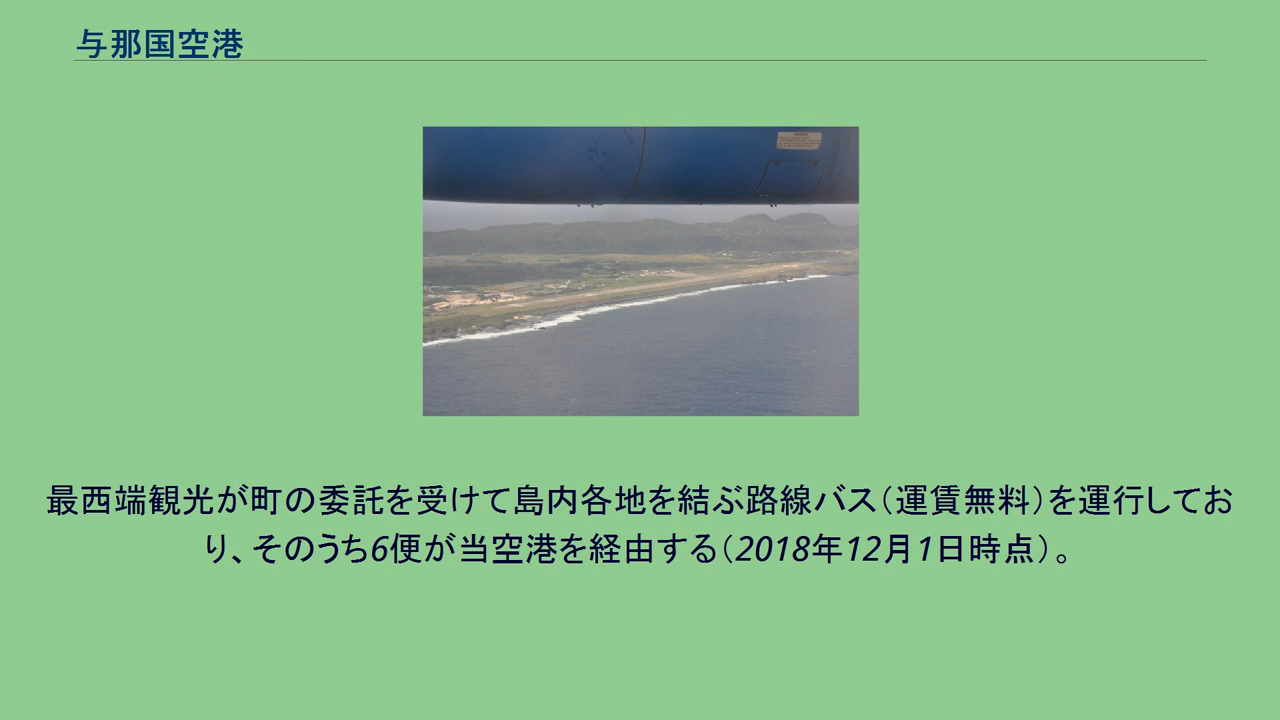 与那国空港
最西端観光が町の委託を受けて島内各地を結ぶ路線バス（運賃無料）を運行してお
り、そのうち6便が当空港を経由する（2018年12月1日時点）。